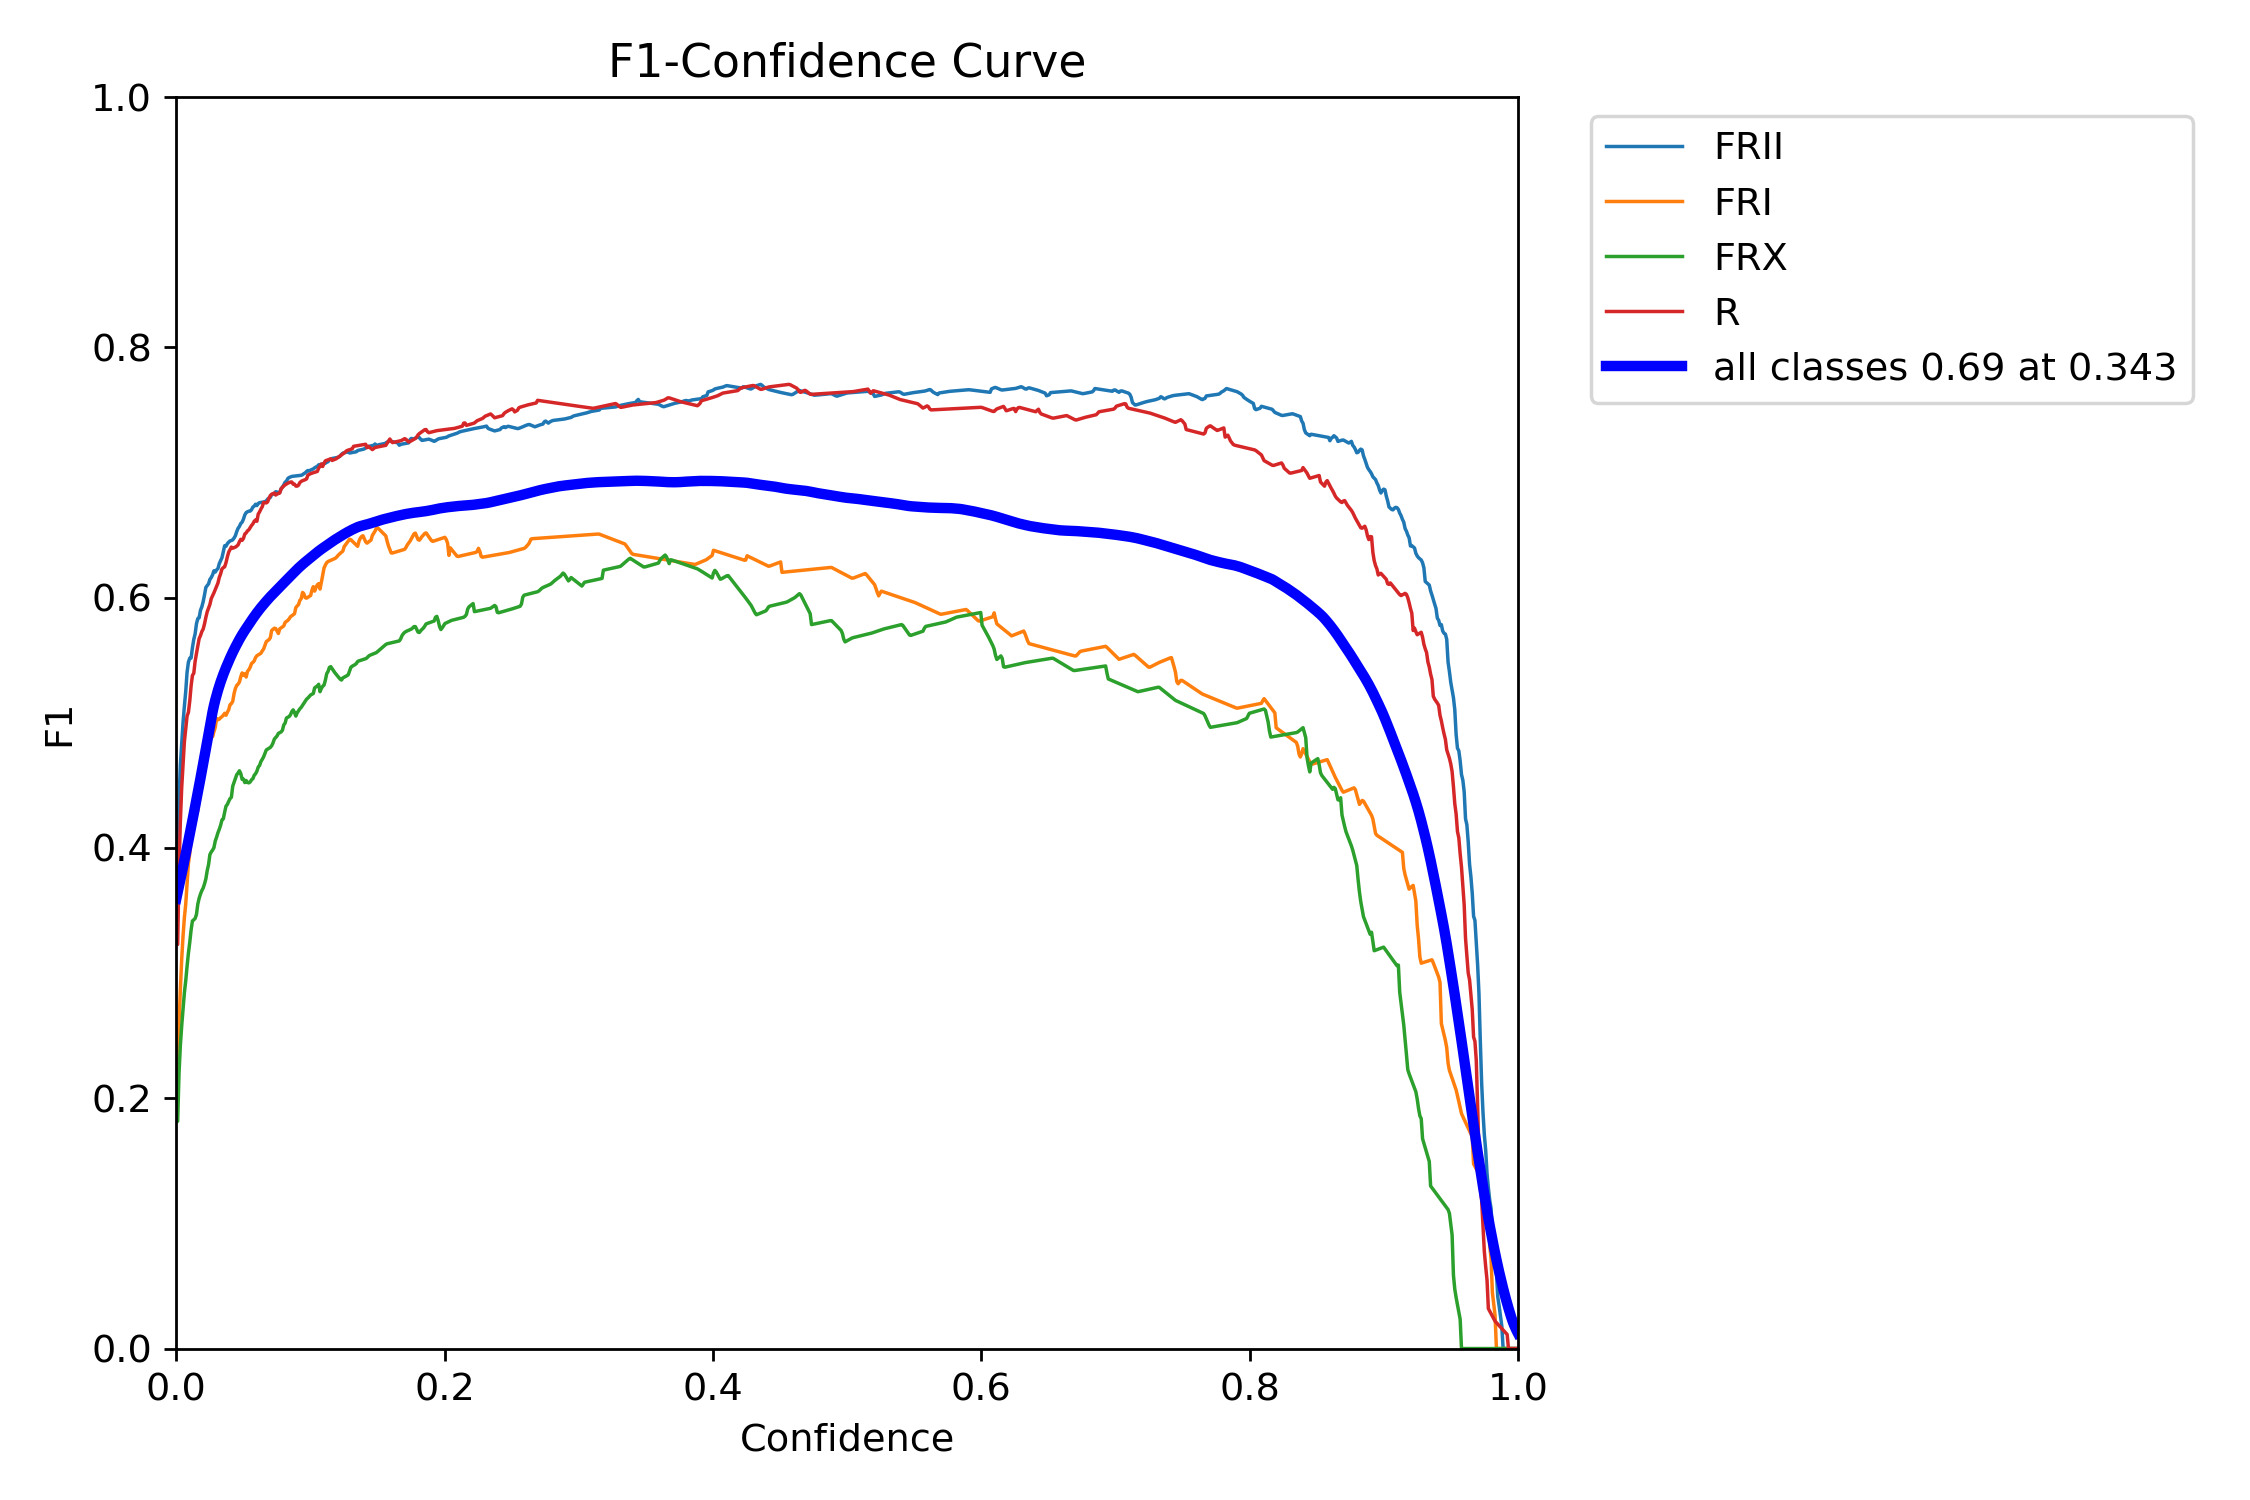 F1-Confidence Curve
1.0
0.8
0.6
0.4
0.2
0.0
F1
0.0 0.2 0.4 0.6 0.8 1.0
Confidence
FRII
FRI
FRX
R
all classes 0.69 at 0.343